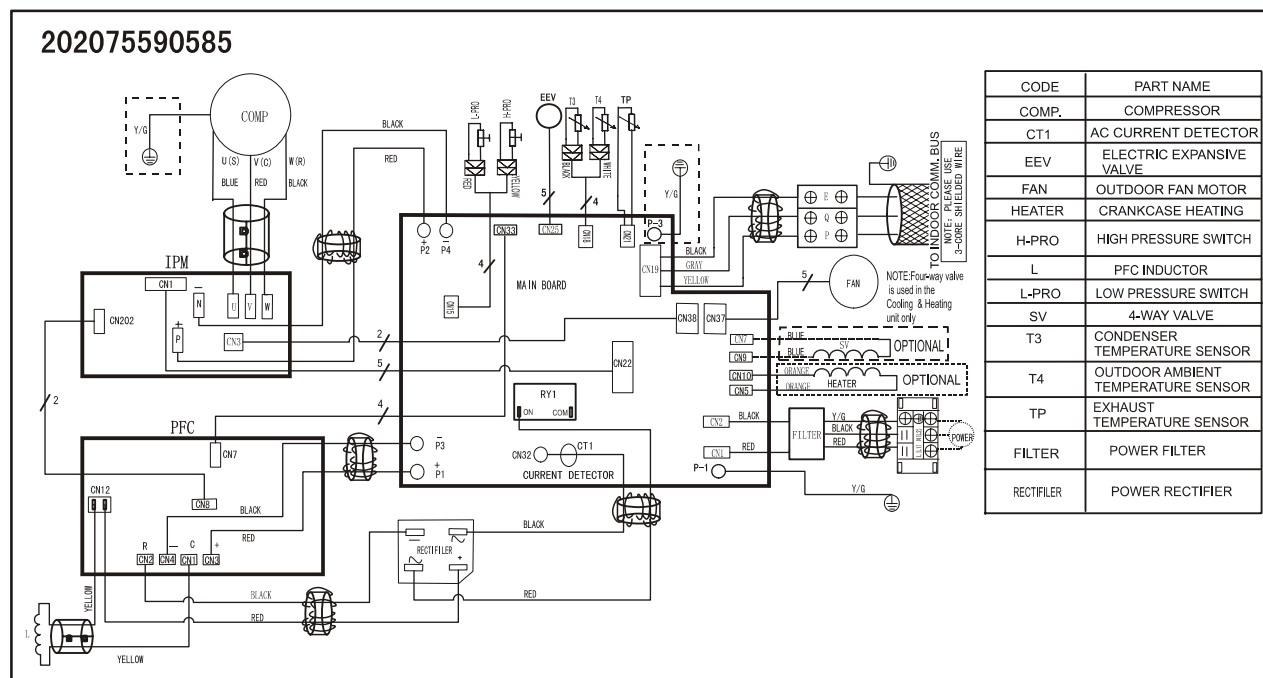 202075590585
COMP
Y/G
U(S)
V(C)
W(R)
BLUE
RED
BLACK
BLACK
RED
L-PRO
H-PRO
RED
YELLOW
EEV
T3
T4
TP
BLACK
WHITE
5
4
4
Y/G
P-3
+
P2
−
P4
CN33
CN25
CN18
CN21
CN15
CN19
MAIN BOARD
BLACK
GRAY
YELLOW
E
Q
P
TO INDOOR COMM. BUS
NOTE: PLEASE USE
3-CORE SHIELDED WIRE
5
FAN
NOTE:Four-way valve
is used in the
Cooling & Heating
unit only
IPM
CN1
CN202
−
N
U
V
W
+
P
CN3
2
5
4
2
CN38
CN37
CN22
CN7
CN9
CN10
CN5
BLUE
BLUE
SV
OPTIONAL
ORANGE
ORANGE
HEATER
OPTIONAL
RY1
ON
COM
CN32
CT1
CURRENT DETECTOR
CN2
CN1
BLACK
RED
FILTER
Y/G
BLACK
RED
POWER
P-1
Y/G
−
P3
+
P1
PFC
CN7
CN12
CN8
BLACK
RED
R
−
C
+
CN2
CN4
CN1
CN3
RECTIFILER
−
+
BLACK
RED
BLACK
RED
YELLOW
YELLOW
L
CODE PART NAME
COMP. COMPRESSOR
CT1 AC CURRENT DETECTOR
EEV ELECTRIC EXPANSIVE
VALVE
FAN OUTDOOR FAN MOTOR
HEATER CRANKCASE HEATING
H-PRO HIGH PRESSURE SWITCH
L PFC INDUCTOR
L-PRO LOW PRESSURE SWITCH
SV 4-WAY VALVE
T3 CONDENSER
TEMPERATURE SENSOR
T4 OUTDOOR AMBIENT
TEMPERATURE SENSOR
TP EXHAUST
TEMPERATURE SENSOR
FILTER POWER FILTER
RECTIFILER POWER RECTIFIER